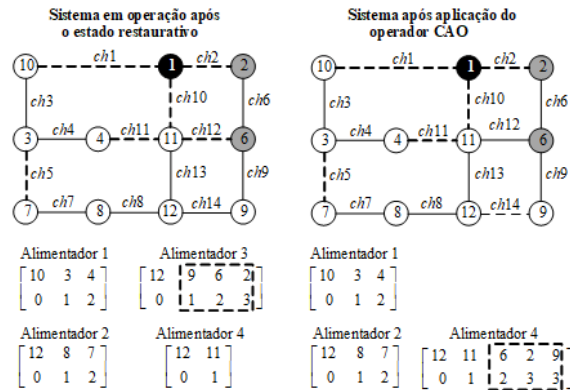 Sistema em operação após
o estado restaurativo
10 ch1 1 ch2 2
ch3 ch10 ch6
3 ch4 4 ch11 11 ch12 6
ch5 ch13 ch9
7 ch7 8 ch8 12 ch14 9
Alimentador 1
10 3 4
0 1 2
Alimentador 3
12 9 6 2
0 1 2 3
Alimentador 2
12 8 7
0 1 2
Alimentador 4
12 11
0 1
Sistema após aplicação do
operador CAO
10 ch1 1 ch2 2
ch3 ch10 ch6
ch12
3 ch4 4 ch11 11 6
ch5 ch13 ch9
ch14
7 ch7 8 ch8 12 9
Alimentador 1
10 3 4
0 1 2
Alimentador 2
12 8 7
0 1 2
Alimentador 4
12 11 6 2 9
0 1 2 3 3